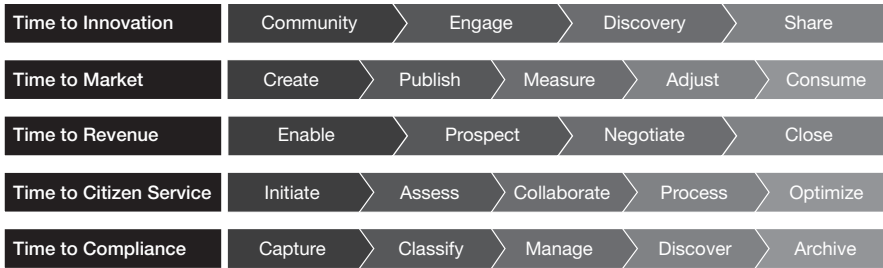 Time to Innovation Community Engage Discovery Share
Time to Market Create Publish Measure Adjust Consume
Time to Revenue Enable Prospect Negotiate Close
Time to Citizen Service Initiate Assess Collaborate Process Optimize
Time to Compliance Capture Classify Manage Discover Archive